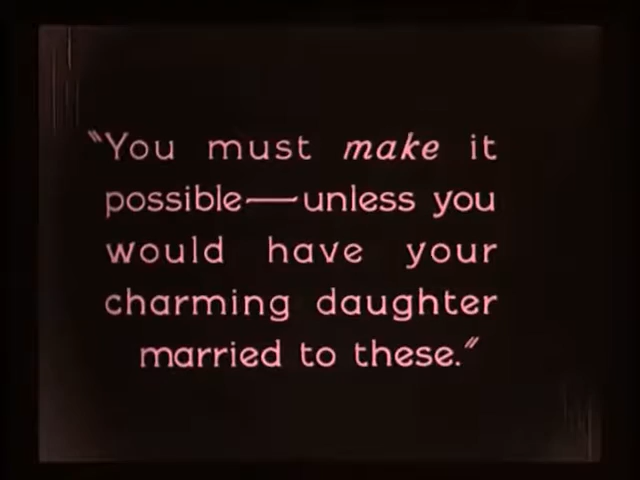 "You must make it
possible—unless you
would have your
charming daughter
married to these."